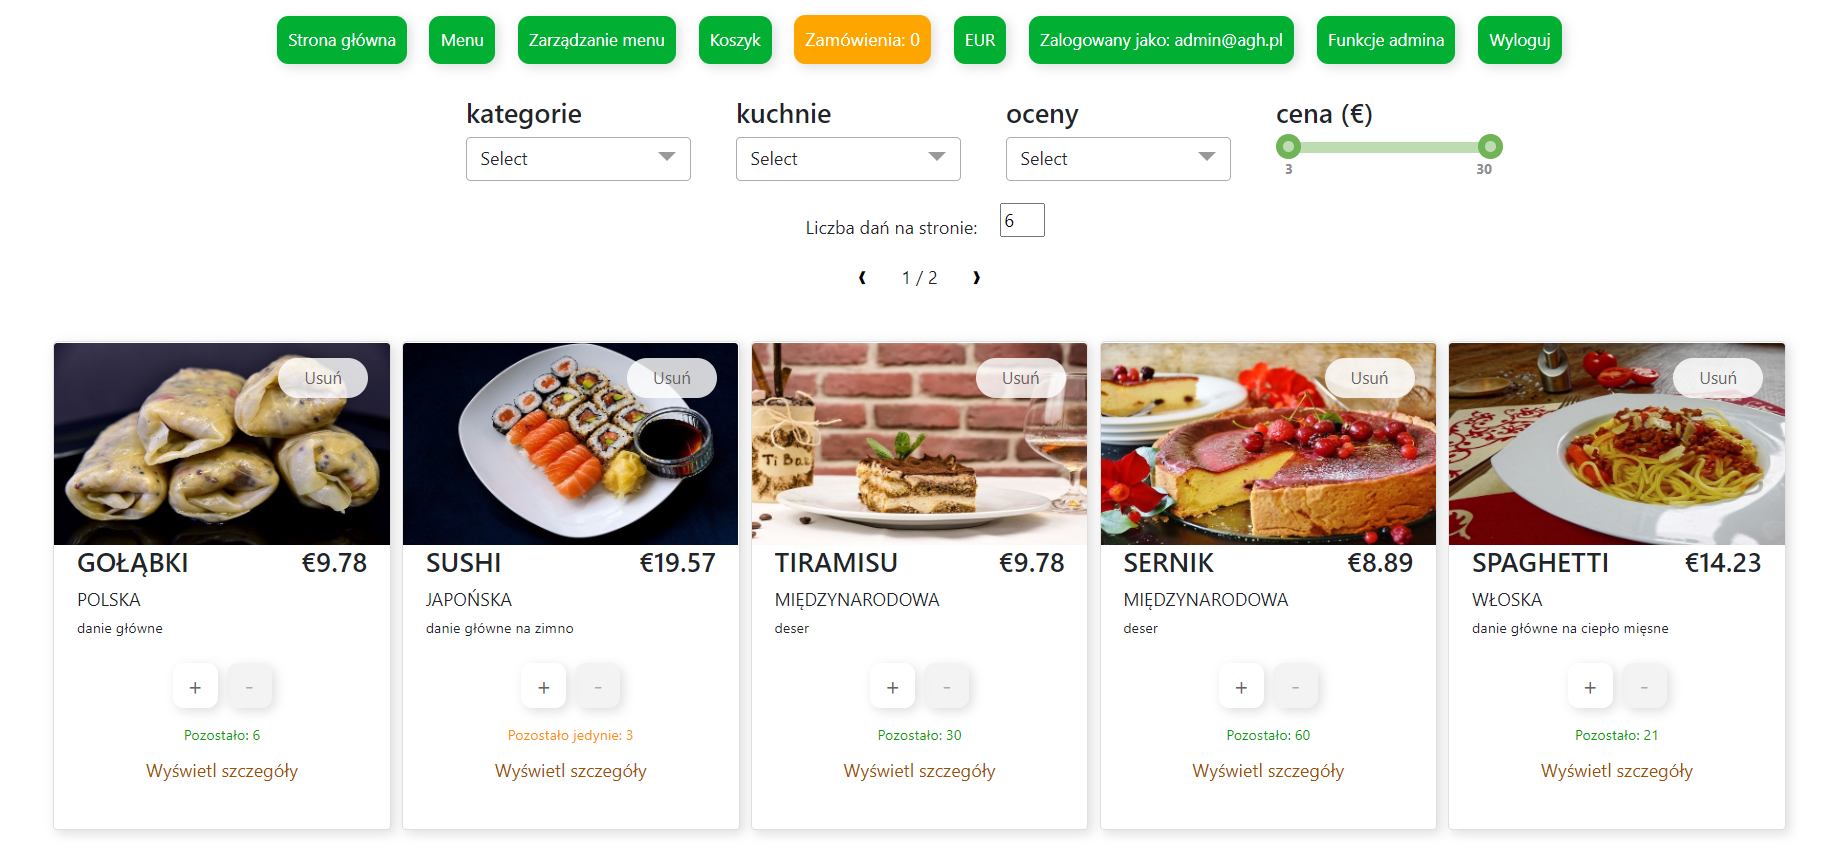 Strona główna Menu Zarządzanie menu Koszyk Zamówienia: 0 EUR Zalogowany jako: admin@agh.pl Funkcje admina Wyloguj
kategorie kuchnie oceny cena (€)
Select Select Select
3 30
Liczba dań na stronie: 6
❰ 1 / 2 ❱
Usuń Usuń Usuń Usuń Usuń
Ti Ba
GOŁĄBKI €9.78 SUSHI €19.57 TIRAMISU €9.78 SERNIK €8.89 SPAGHETTI €14.23
POLSKA JAPOŃSKA MIĘDZYNARODOWA MIĘDZYNARODOWA WŁOSKA
danie główne danie główne na zimno deser deser danie główne na ciepło mięsne
+ - + - + - + - + -
Pozostało: 6 Pozostało jedynie: 3 Pozostało: 30 Pozostało: 60 Pozostało: 21
Wyświetl szczegóły Wyświetl szczegóły Wyświetl szczegóły Wyświetl szczegóły Wyświetl szczegóły